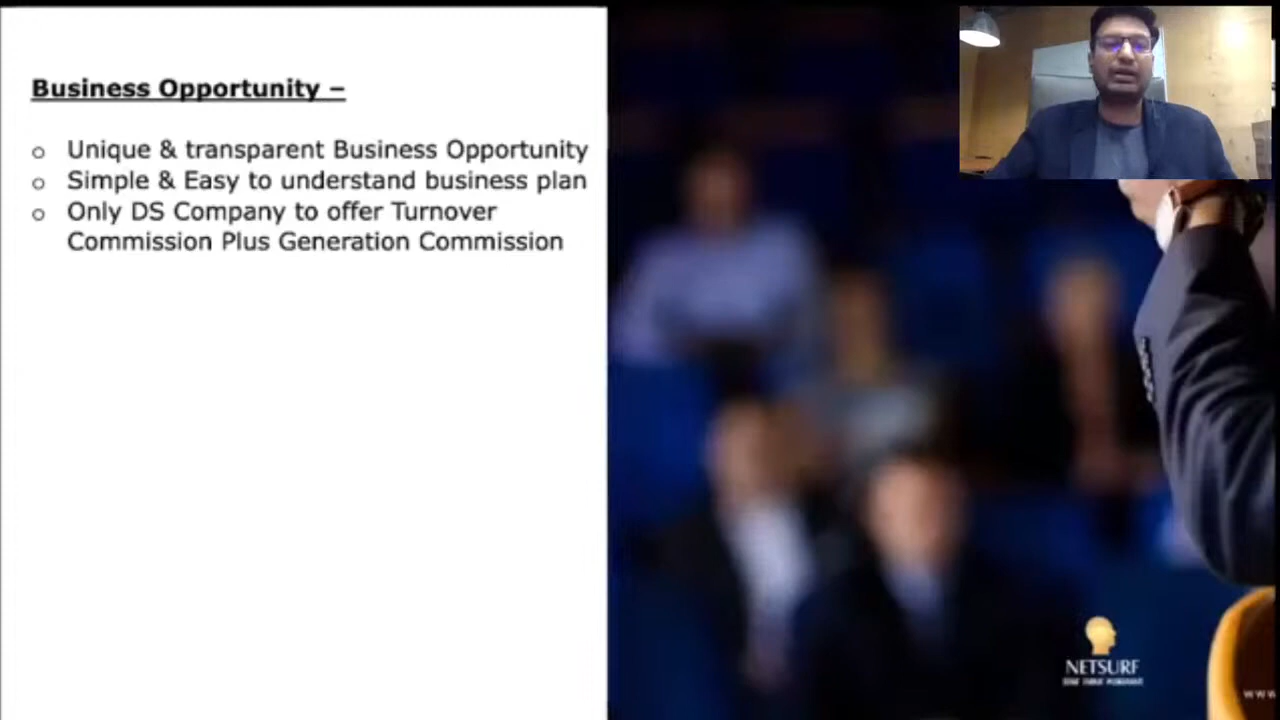 Business Opportunity –
Unique & transparent Business Opportunity
Simple & Easy to understand business plan
Only DS Company to offer Turnover
Commission Plus Generation Commission
NETSURF
www